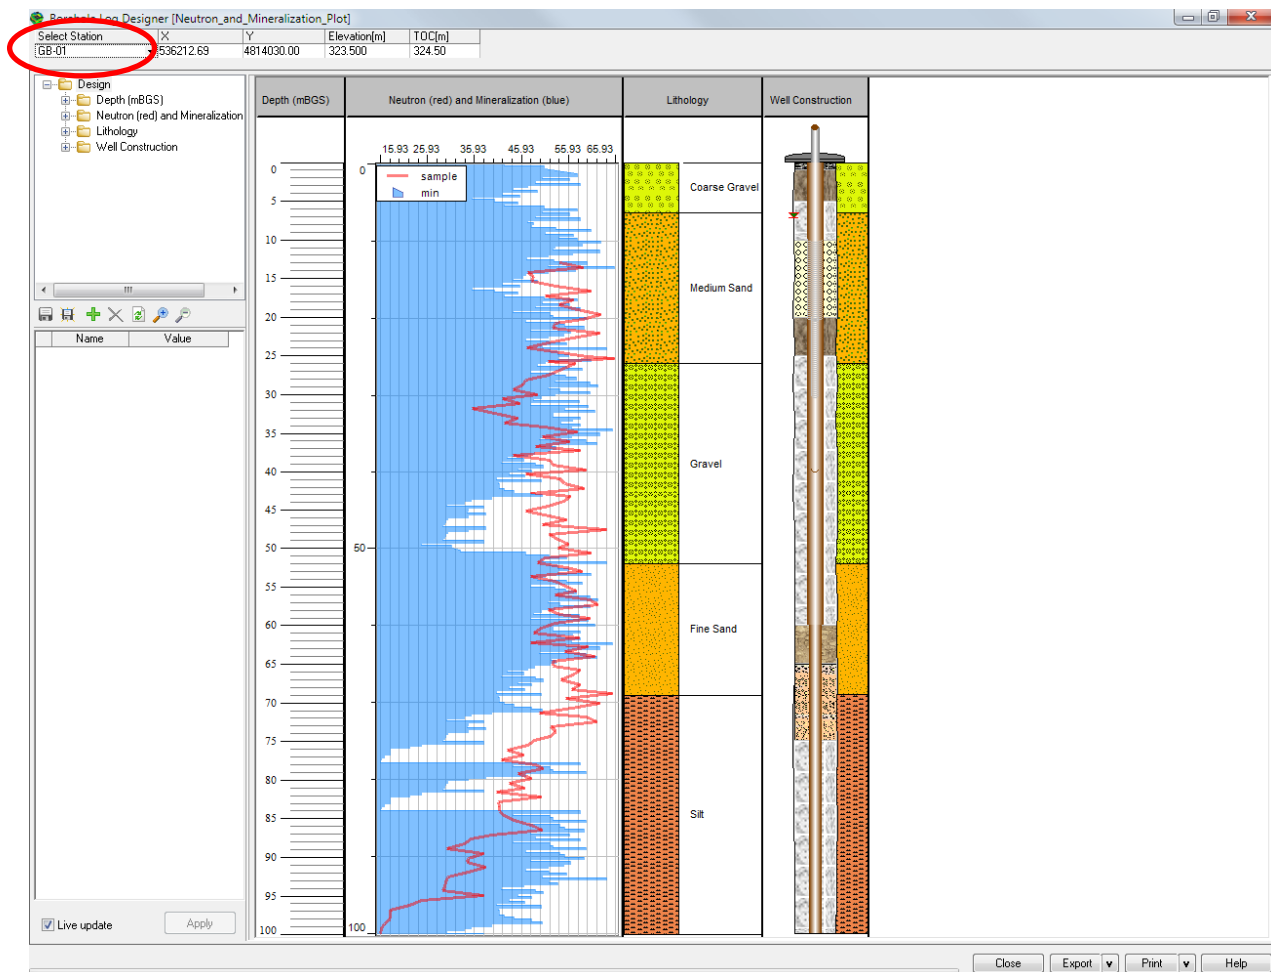 Borehole Log Designer [Neutron_and_Mineralization_Plot]
Select Station X Y Elevation[m] TOC[m]
GB-01 536212.69 4814030.00 323.500 324.50
Design
Depth (mBGS)
Neutron (red) and Mineralization
Lithology
Well Construction
Name Value
Live update Apply
Depth (mBGS) Neutron (red) and Mineralization (blue) Lithology Well Construction
15.93 25.93 35.93 45.93 55.93 65.93
sample
min
0
5
10
15
20
25
30
35
40
45
50
55
60
65
70
75
80
85
90
95
100
0
50
100
Coarse Gravel
Medium Sand
Gravel
Fine Sand
Silt
Close Export v Print v Help